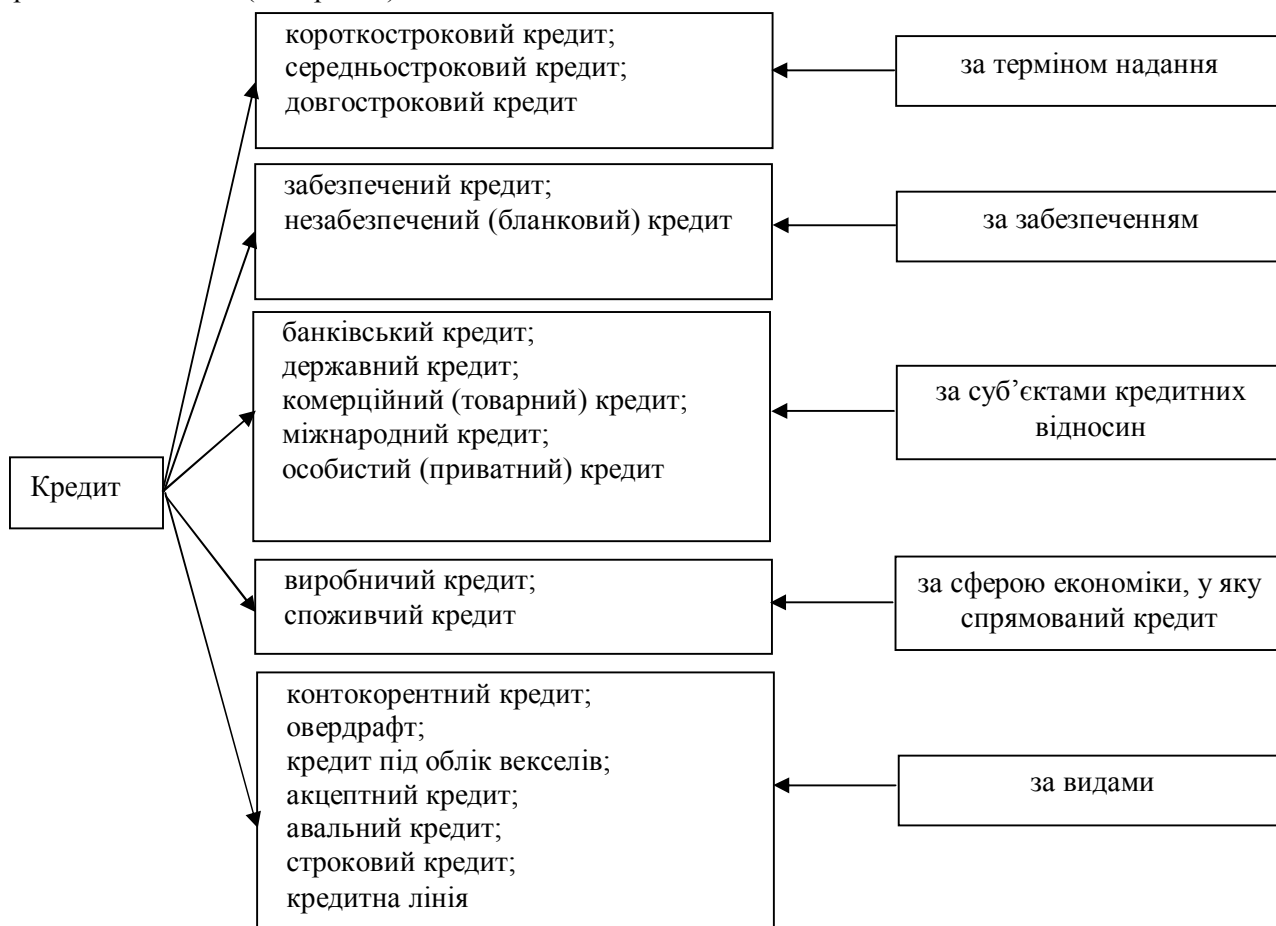 короткостроковий кредит;
середньостроковий кредит;
довгостроковий кредит
за терміном надання
забезпечений кредит;
незабезпечений (бланковий) кредит
за забезпеченням
банківський кредит;
державний кредит;
комерційний (товарний) кредит;
міжнародний кредит;
особистий (приватний) кредит
за суб’єктами кредитних
відносин
Кредит
виробничий кредит;
споживчий кредит
за сферою економіки, у яку
спрямований кредит
контокорентний кредит;
овердрафт;
кредит під облік векселів;
акцептний кредит;
авальний кредит;
строковий кредит;
кредитна лінія
за видами